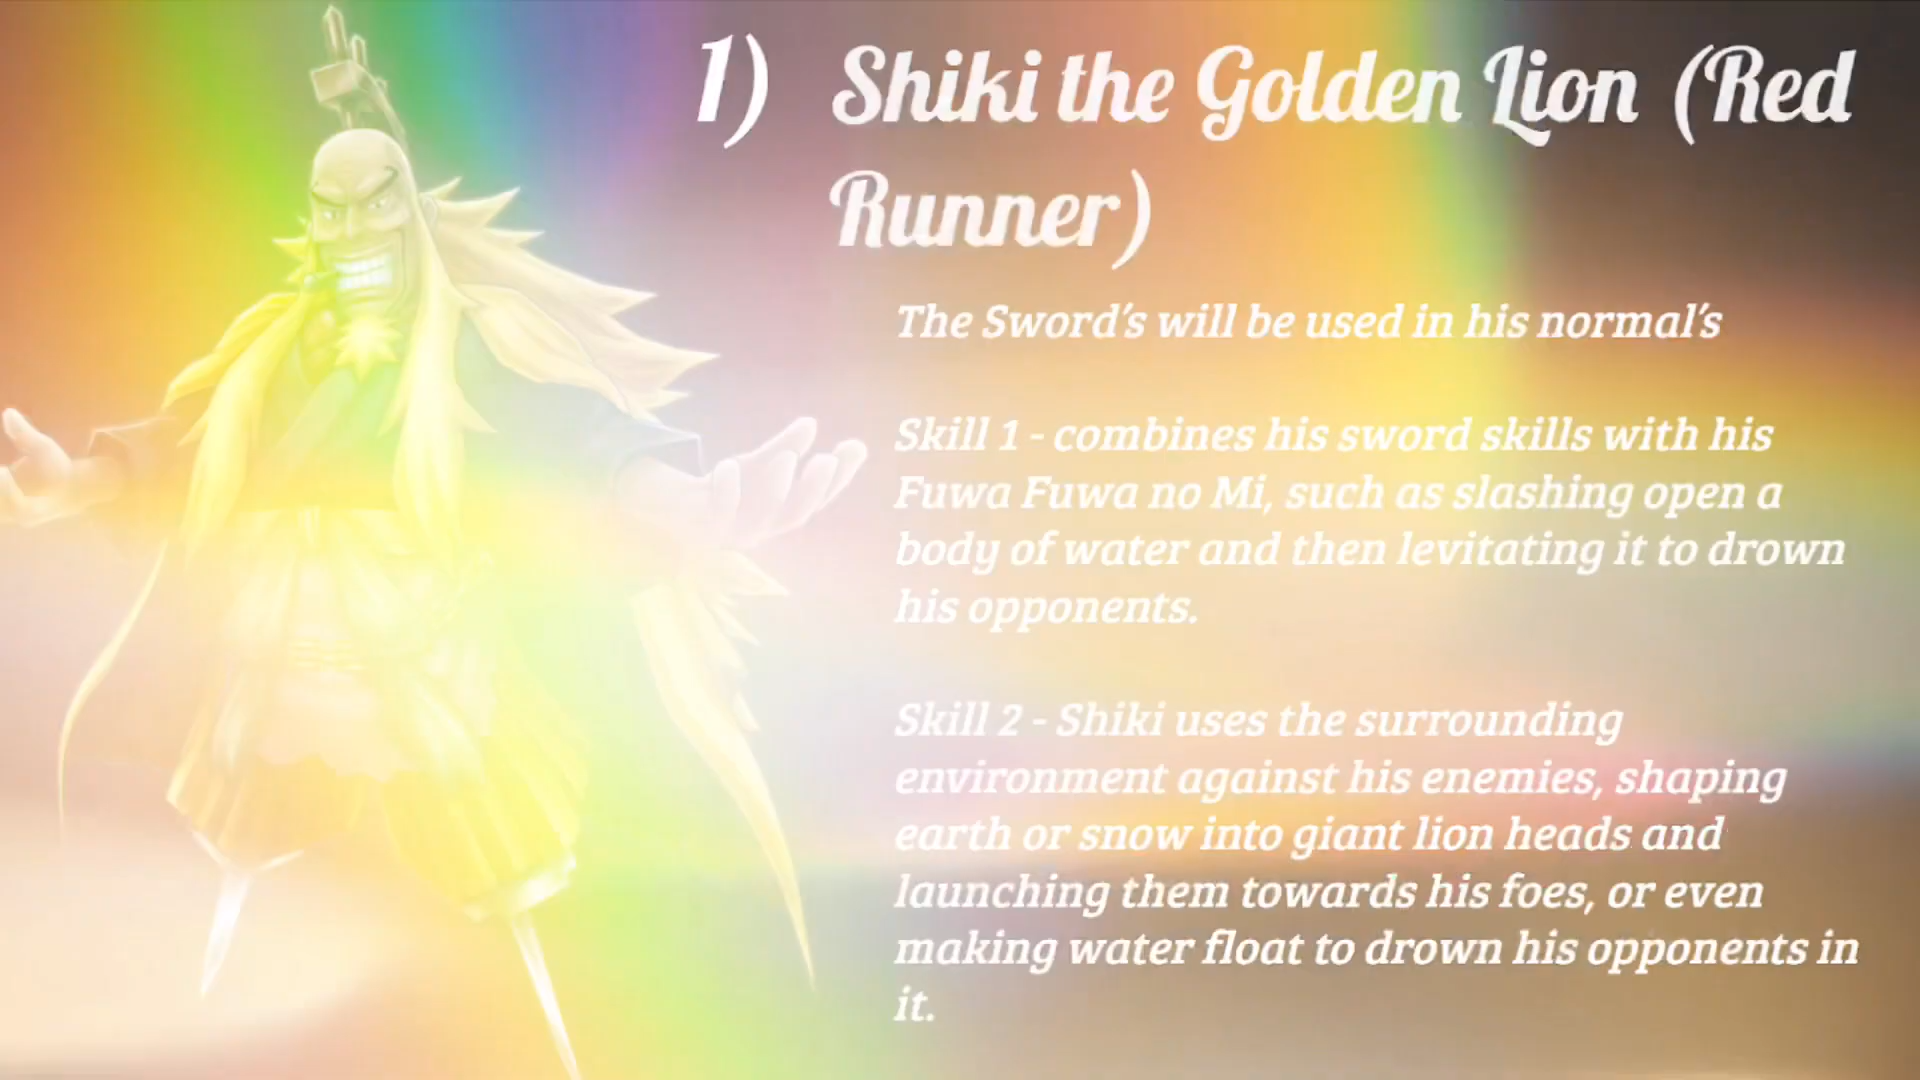 1) Shiki the Golden Lion (Red
Runner)
The Sword's will be used in his normal's
Skill 1 - combines his sword skills with his
Fuwa Fuwa no Mi, such as slashing open a
body of water and then levitating it to drown
his opponents.
Skill 2 - Shiki uses the surrounding
environment against his enemies, shaping
earth or snow into giant lion heads and
launching them towards his foes, or even
making water float to drown his opponents in
it.